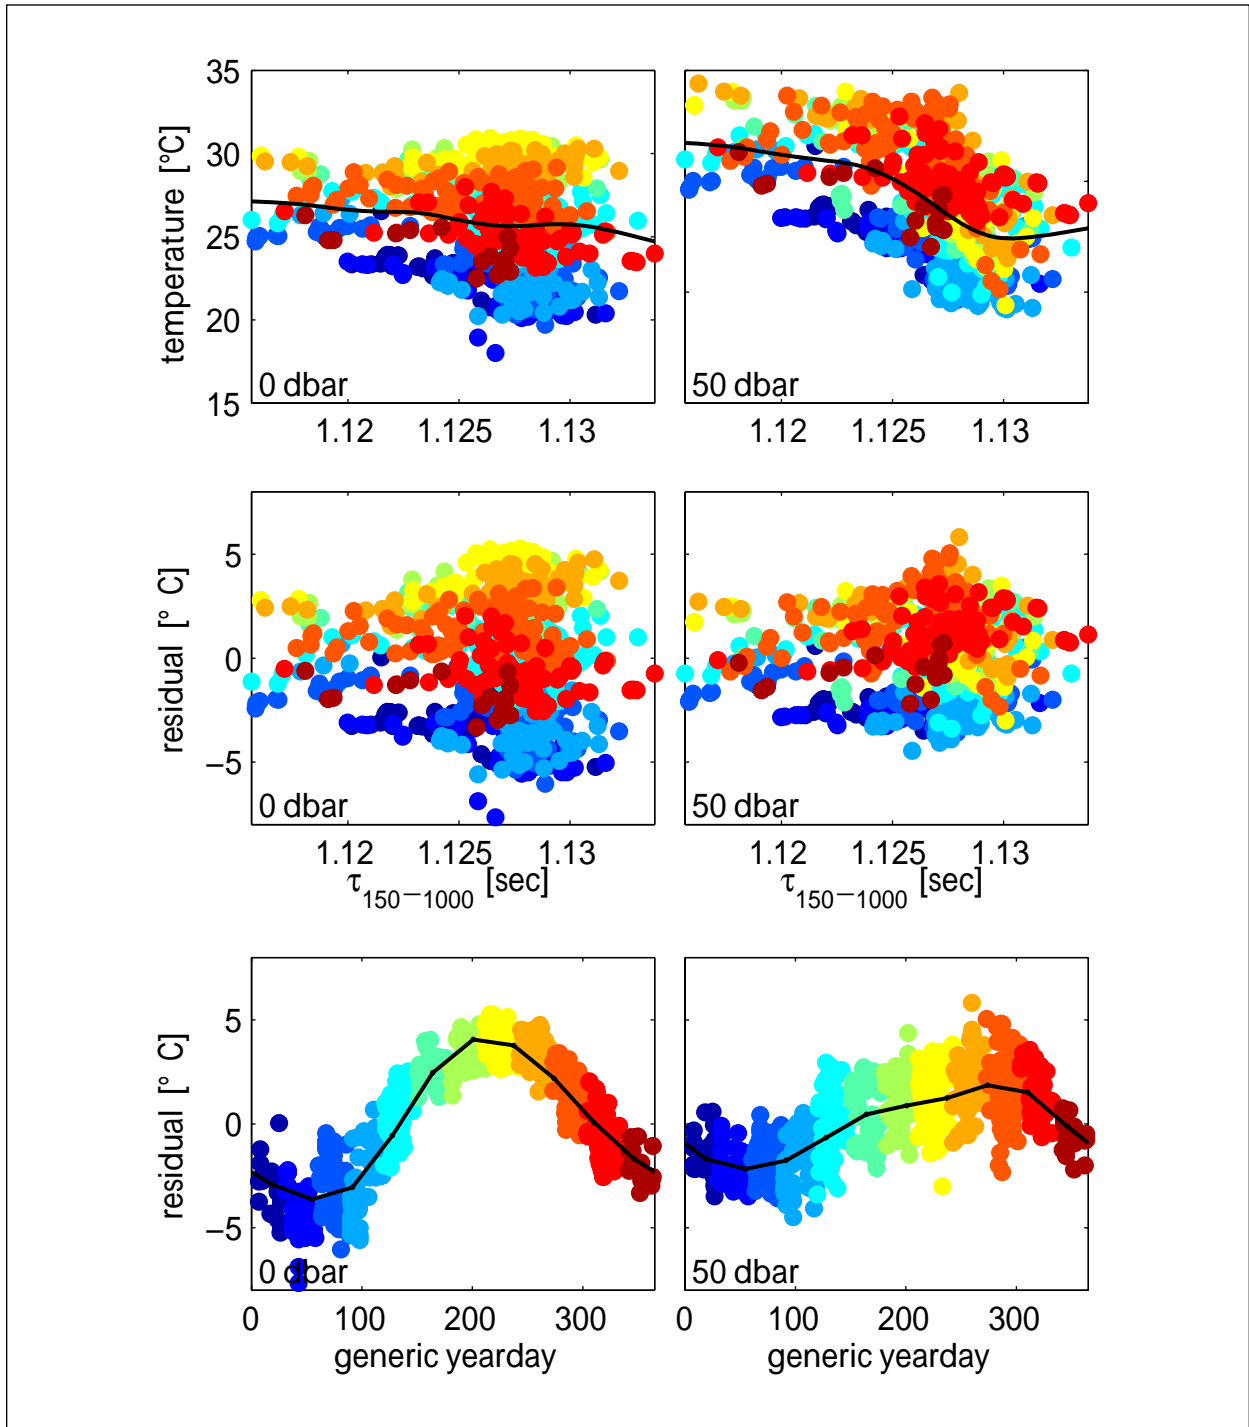 35
30
25
20
15
temperature [°C]
0 dbar
50 dbar
1.12 1.125 1.13
1.12 1.125 1.13
5
0
−5
residual [° C]
0 dbar
50 dbar
1.12 1.125 1.13
1.12 1.125 1.13
τ150−1000 [sec]
τ150−1000 [sec]
5
0
−5
residual [° C]
0 dbar
50 dbar
0 100 200 300
0 100 200 300
generic yearday
generic yearday